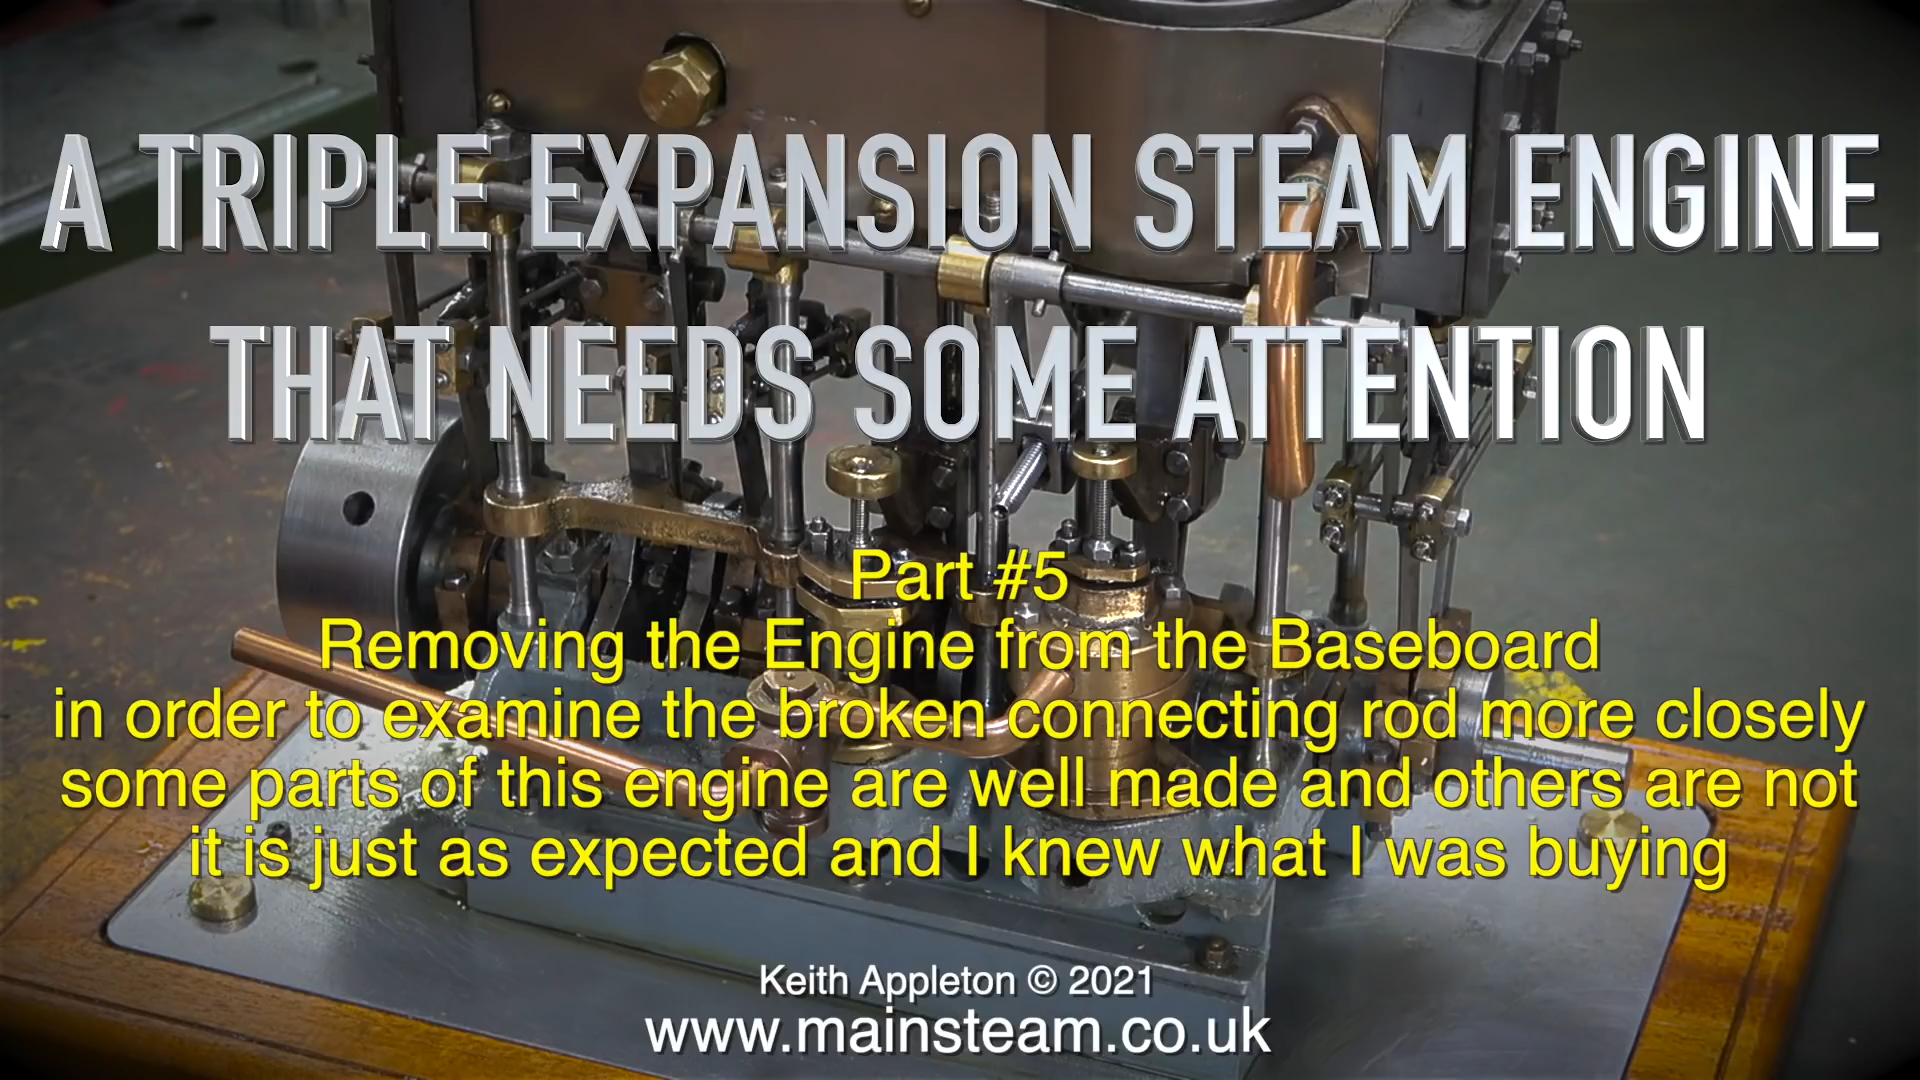 A TRIPLE EXPANSION STEAM ENGINE
THAT NEEDS SOME ATTENTION
Part #5
Removing the Engine from the Baseboard
in order to examine the broken connecting rod more closely
some parts of this engine are well made and others are not
it is just as expected and I knew what I was buying
Keith Appleton © 2021
www.mainsteam.co.uk